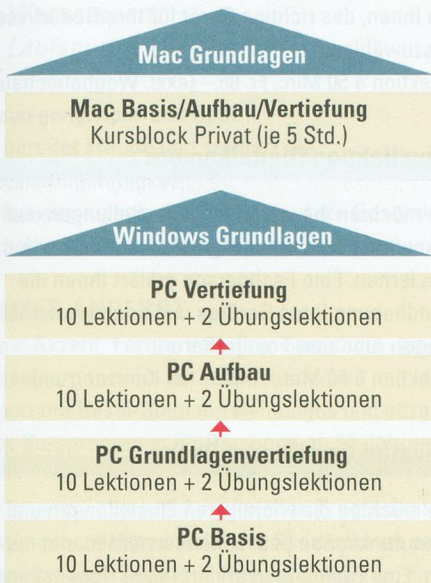 Mac Grundlagen
Mac Basis/Aufbau/Vertiefung
Kursblock Privat (je 5 Std.)
Windows Grundlagen
PC Vertiefung
10 Lektionen + 2 Übungslektionen
PC Aufbau
10 Lektionen + 2 Übungslektionen
PC Grundlagenvertiefung
10 Lektionen + 2 Übungslektionen
PC Basis
10 Lektionen + 2 Übungslektionen